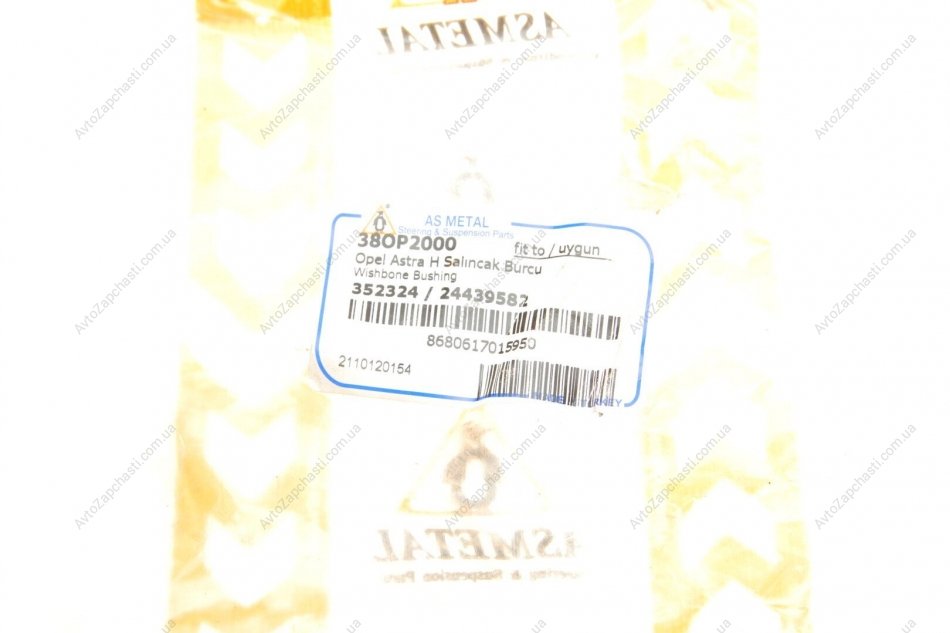 ASMETAL
AS METAL
Steering & Suspension Parts
38OP2000 fit to / uygun
Opel Astra H Salıncak Burcu
Wishbone Bushing
352324 / 24439582
8680617015950
2110120154
ASMETAL
AvtoZapchasti.com.ua